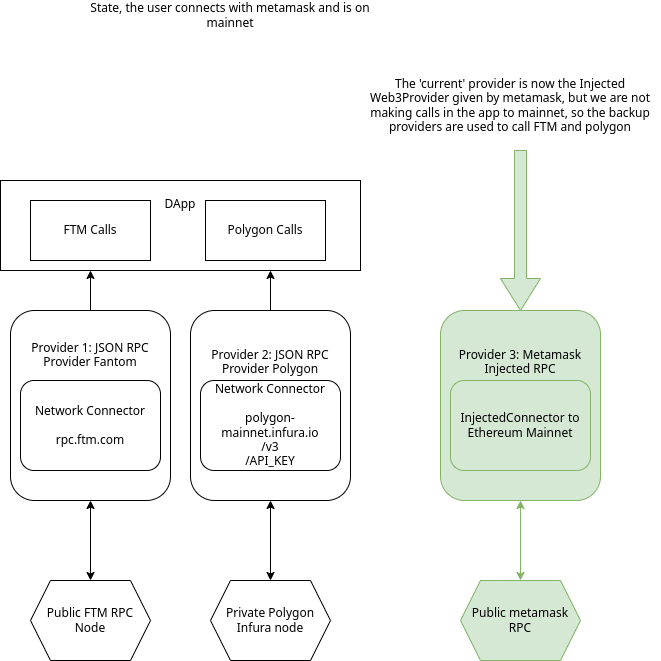 State, the user connects with metamask and is on
mainnet
The 'current' provider is now the Injected
Web3Provider given by metamask, but we are not
making calls in the app to mainnet, so the backup
providers are used to call FTM and polygon
DApp
FTM Calls
Polygon Calls
Provider 1: JSON RPC
Provider Fantom
Network Connector
rpc.ftm.com
Provider 2: JSON RPC
Provider Polygon
Network Connector
polygon-
mainnet.infura.io
/v3
/API_KEY
Provider 3: Metamask
Injected RPC
InjectedConnector to
Ethereum Mainnet
Public FTM RPC
Node
Private Polygon
Infura node
Public metamask
RPC